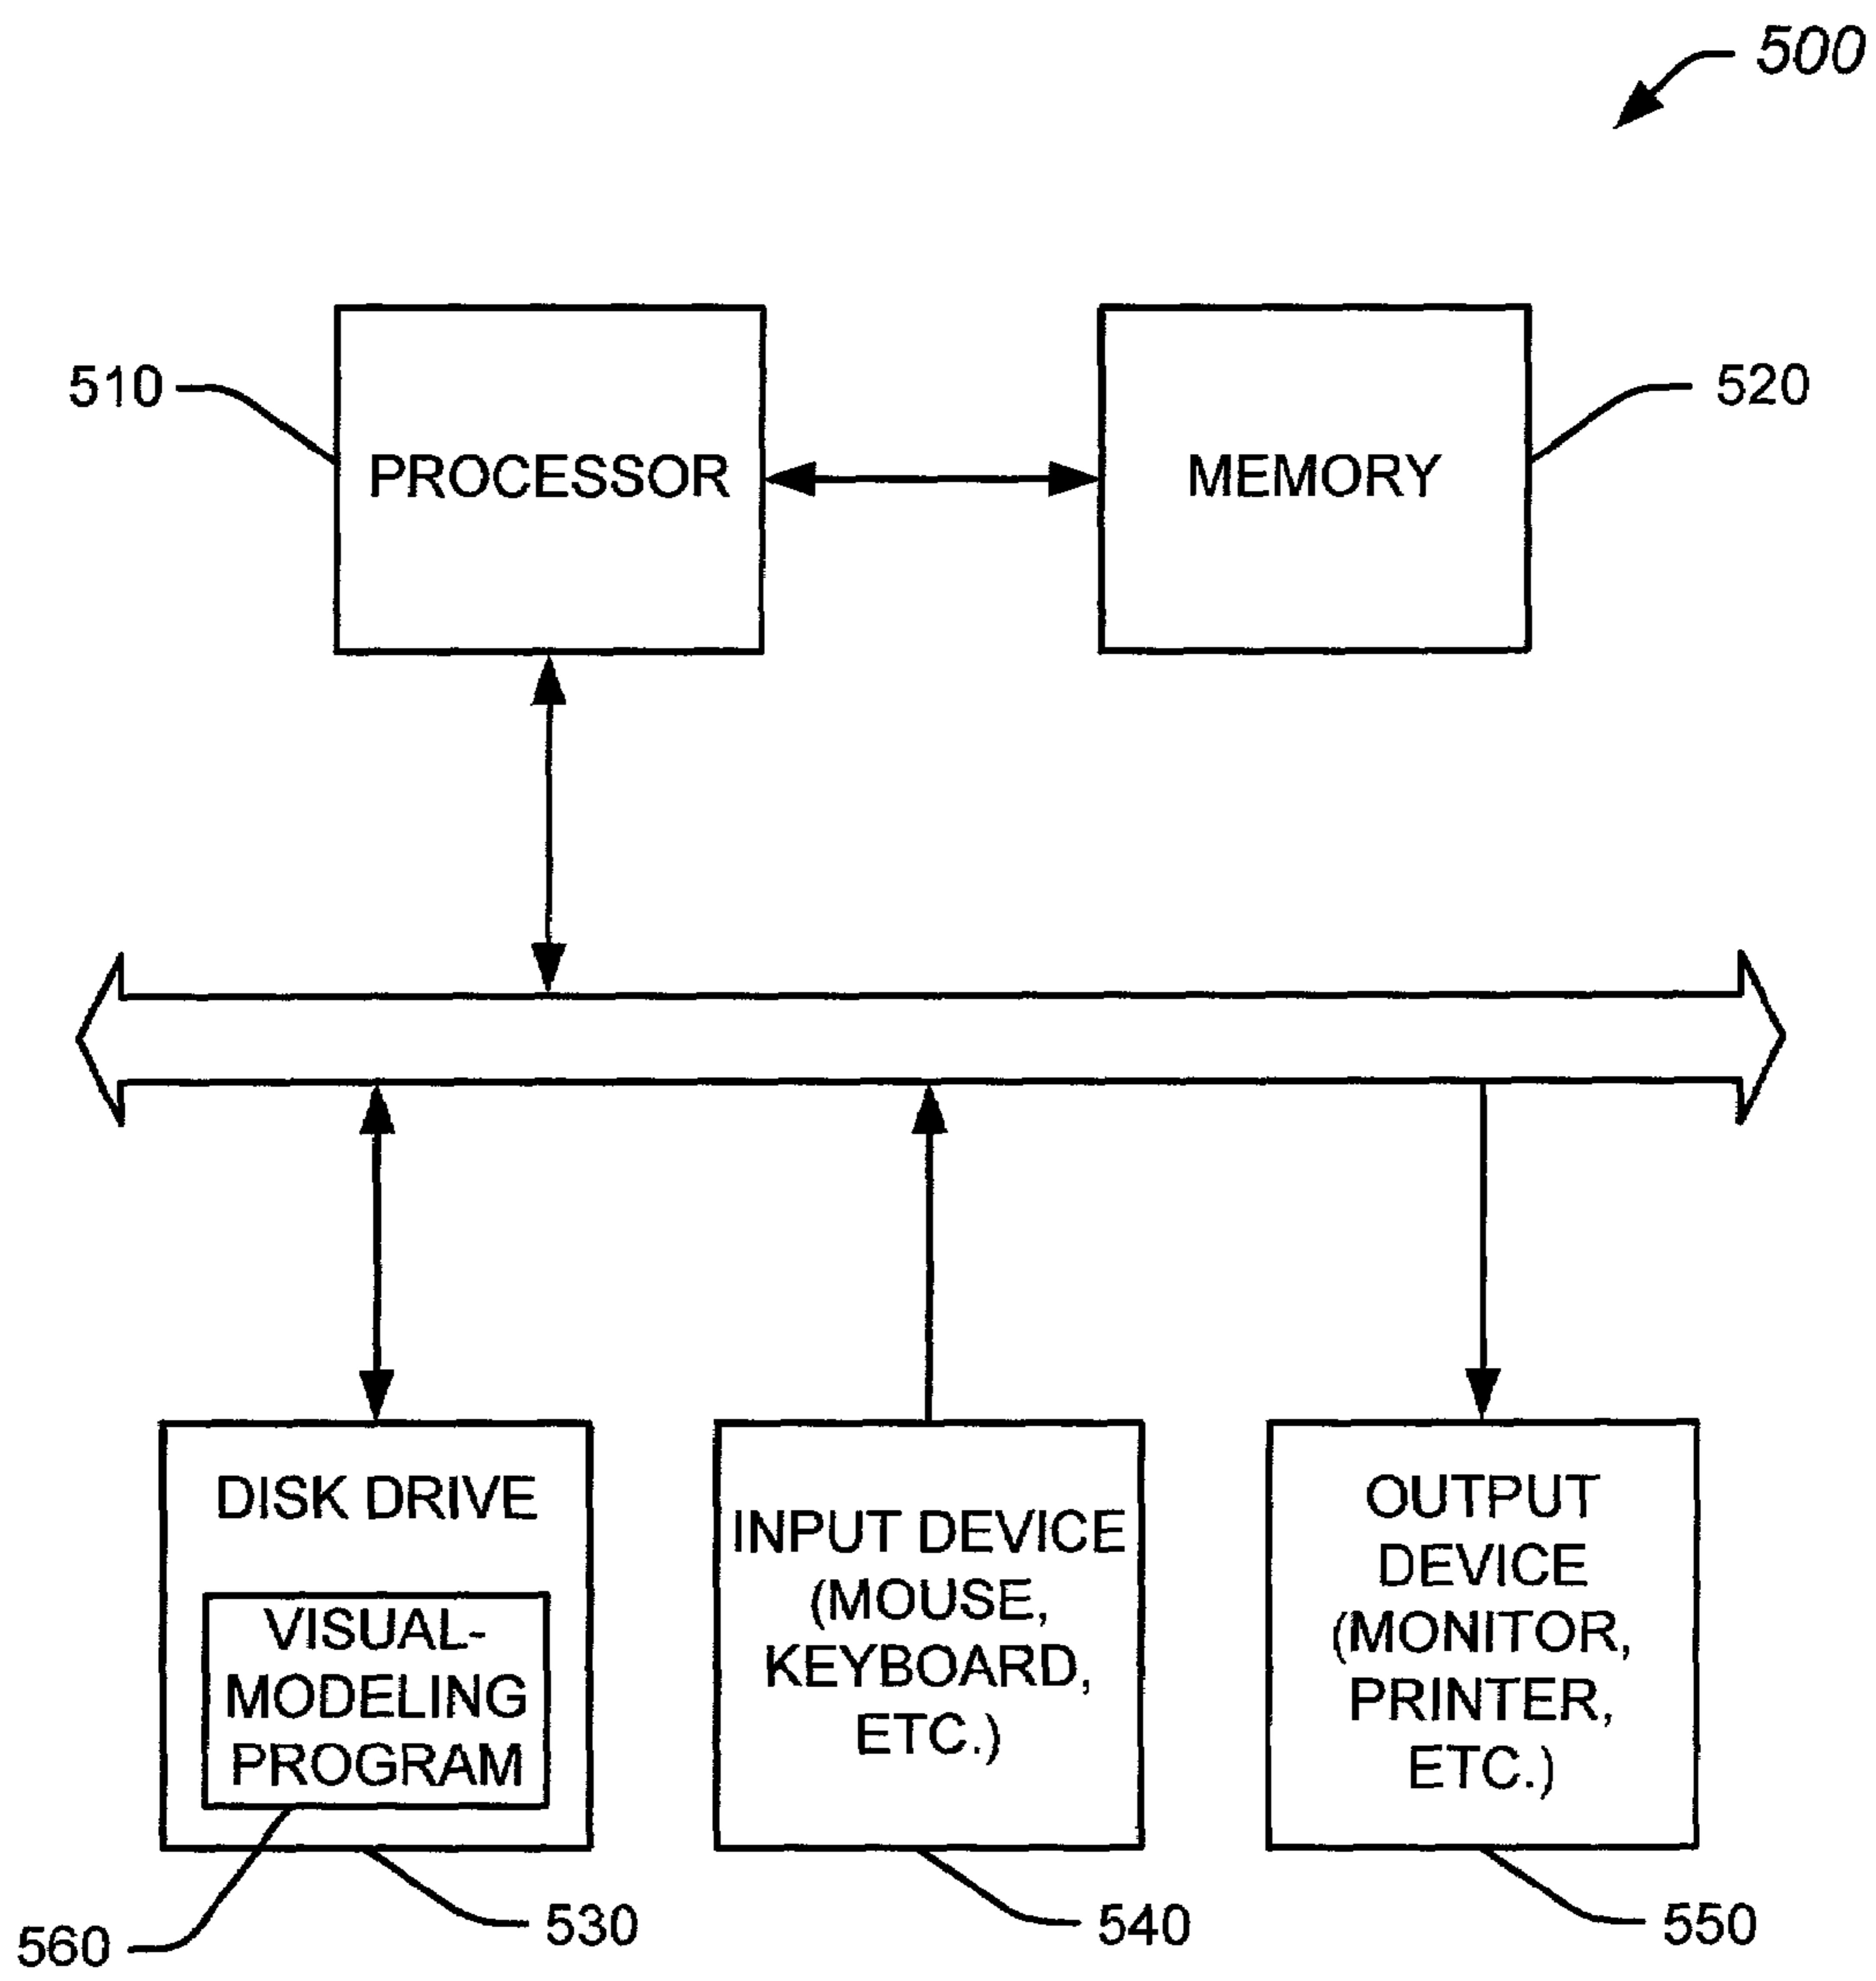 500
510
PROCESSOR
MEMORY
520
DISK DRIVE
VISUAL-
MODELING
PROGRAM
INPUT DEVICE
(MOUSE,
KEYBOARD,
ETC.)
OUTPUT
DEVICE
(MONITOR,
PRINTER,
ETC.)
560
530
540
550